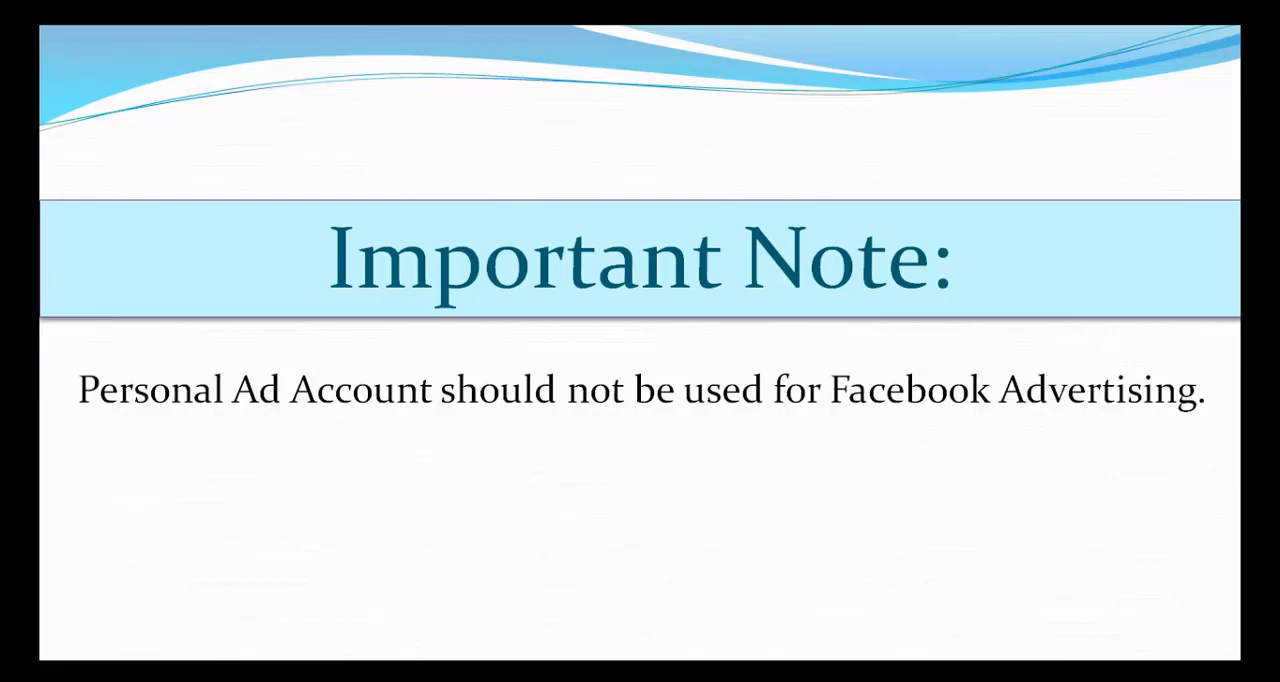 Important Note:
Personal Ad Account should not be used for Facebook Advertising.